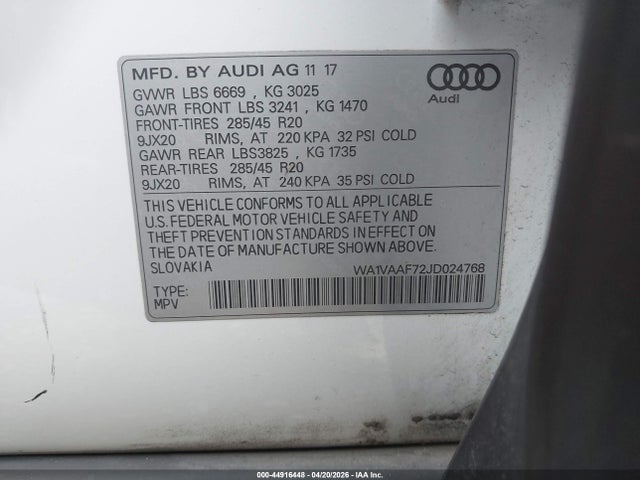 MFD. BY AUDI AG 11 17
GVWR LBS 6669 , KG 3025
GAWR FRONT LBS 3241 , KG 1470
FRONT-TIRES 285/45 R20
9JX20 RIMS, AT 220 KPA 32 PSI COLD
GAWR REAR LBS3825 , KG 1735
REAR-TIRES 285/45 R20
9JX20 RIMS, AT 240 KPA 35 PSI COLD
Audi
THIS VEHICLE CONFORMS TO ALL APPLICABLE
U.S. FEDERAL MOTOR VEHICLE SAFETY AND
THEFT PREVENTION STANDARDS IN EFFECT ON
THE DATE OF MANUFACTURE SHOWN ABOVE.
SLOVAKIA WA1VAAF72JD024768
TYPE:
MPV
000-44916448 - 04/20/2026 - IAA Inc.